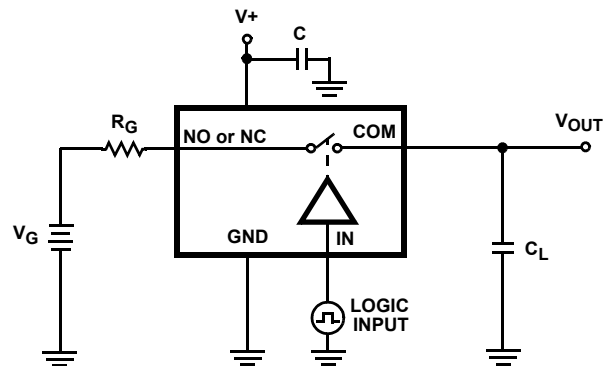 V+
C
RG
NO or NC
COM
VOUT
VG
GND
IN
CL
LOGIC
INPUT